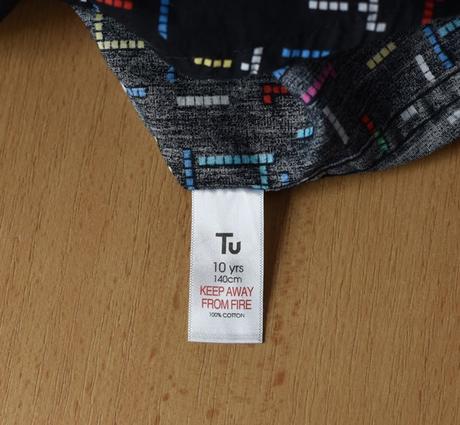 Tu
10 yrs
140cm
KEEP AWAY
FROM FIRE
100% COTTON